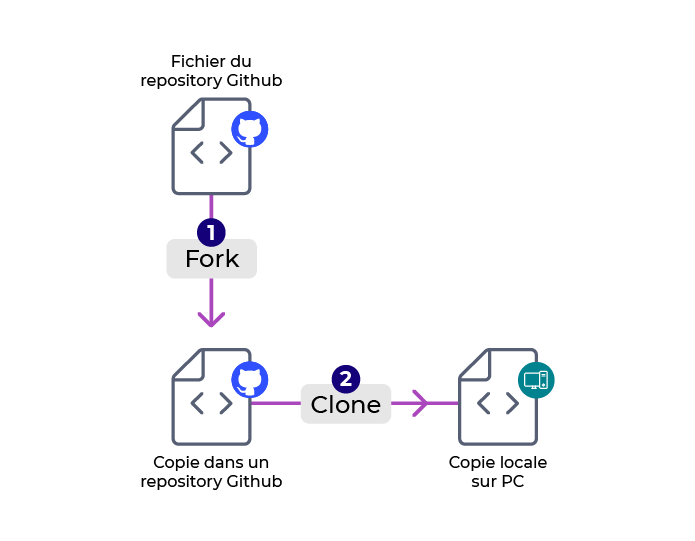 Fichier du
repository Github
1
Fork
2
Clone
Copie dans un
repository Github
Copie locale
sur PC